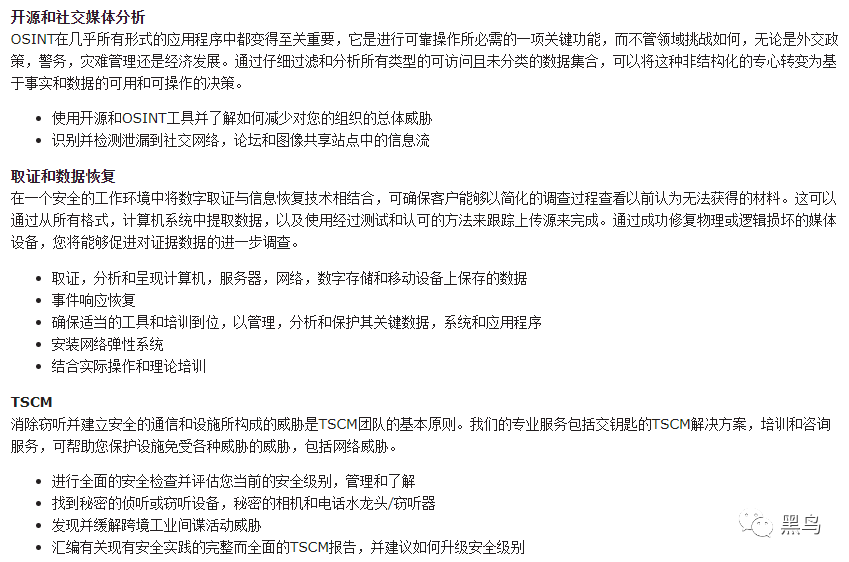 开源和社交媒体分析
OSINT在几乎所有形式的应用程序中都变得至关重要，它是进行可靠操作所必需的一项关键功能，而不管领域挑战如何，无论是外交政
策，警务，灾难管理还是经济发展。通过仔细过滤和分析所有类型的可访问且未分类的数据集合，可以将这种非结构化的专心转变为基
于事实和数据的可用和可操作的决策。
• 使用开源和OSINT工具并了解如何减少对您的组织的总体威胁
• 识别并检测泄漏到社交网络，论坛和图像共享站点中的信息流
取证和数据恢复
在一个安全的工作环境中将数字取证与信息恢复技术相结合，可确保客户能够以简化的调查过程查看以前认为无法获得的材料。这可以
通过从所有格式，计算机系统中提取数据，以及使用经过测试和认可的方法来跟踪上传源来完成。通过成功修复物理或逻辑损坏的媒体
设备，您将能够促进对证据数据的进一步调查。
• 取证，分析和呈现计算机，服务器，网络，数字存储和移动设备上保存的数据
• 事件响应恢复
• 确保适当的工具和培训到位，以管理，分析和保护其关键数据，系统和应用程序
• 安装网络弹性系统
• 结合实际操作和理论培训
TSCM
消除窃听并建立安全的通信和设施所构成的威胁是TSCM团队的基本原则。我们的专业服务包括交钥匙的TSCM解决方案，培训和咨询
服务，可帮助您保护设施免受各种威胁的威胁，包括网络威胁。
• 进行全面的安全检查并评估您当前的安全级别，管理和了解
• 找到秘密的侦听或窃听设备，秘密的相机和电话水龙头/窃听器
• 发现并缓解跨境工业间谍活动威胁
• 汇编有关现有安全实践的完整而全面的TSCM报告，并建议如何升级安全级别
黑鸟